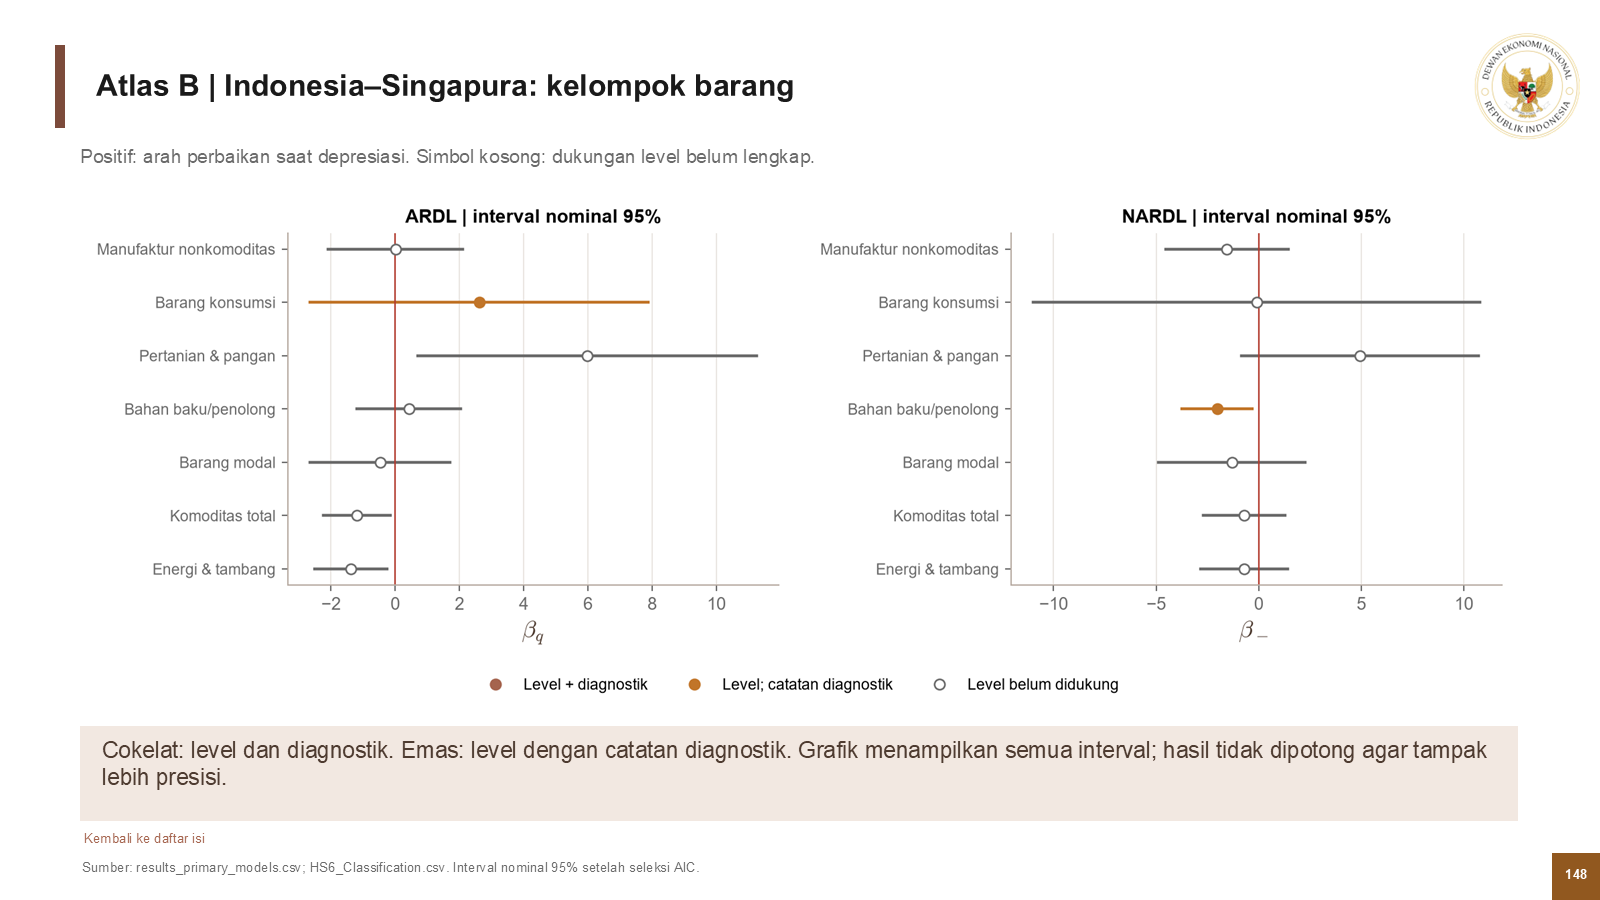 Atlas B | Indonesia–Singapura: kelompok barang
DEWAN EKONOMI NASIONAL
REPUBLIK INDONESIA
Positif: arah perbaikan saat depresiasi. Simbol kosong: dukungan level belum lengkap.
ARDL | interval nominal 95%
Manufaktur nonkomoditas
Barang konsumsi
Pertanian & pangan
Bahan baku/penolong
Barang modal
Komoditas total
Energi & tambang
−2 0 2 4 6 8 10
βq
NARDL | interval nominal 95%
Manufaktur nonkomoditas
Barang konsumsi
Pertanian & pangan
Bahan baku/penolong
Barang modal
Komoditas total
Energi & tambang
−10 −5 0 5 10
β−
Level + diagnostik Level; catatan diagnostik Level belum didukung
Cokelat: level dan diagnostik. Emas: level dengan catatan diagnostik. Grafik menampilkan semua interval; hasil tidak dipotong agar tampak
lebih presisi.
Kembali ke daftar isi
Sumber: results_primary_models.csv; HS6_Classification.csv. Interval nominal 95% setelah seleksi AIC.
148